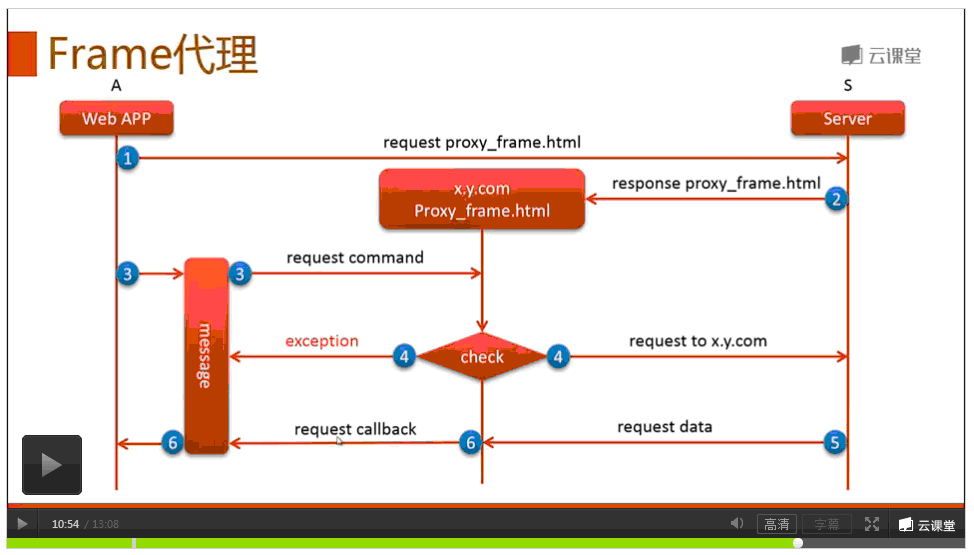 Frame代理
云课堂
A
S
Web APP
Server
request proxy_frame.html
1
response proxy_frame.html
2
x.y.com
Proxy_frame.html
request command
3
3
message
exception
4
check
4
request to x.y.com
request callback
6
6
request data
5
10:54 / 13:08
高清
字幕
云课堂